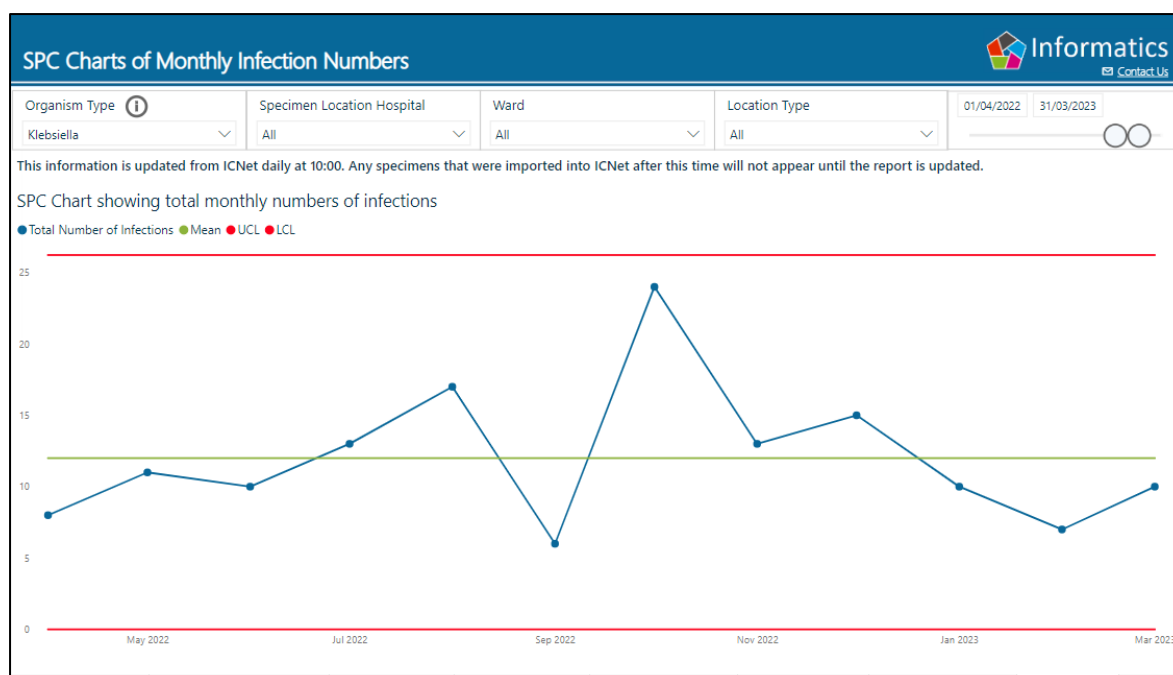 SPC Charts of Monthly Infection Numbers
Informatics
Contact Us
Organism Type
Klebsiella
Specimen Location Hospital
All
Ward
All
Location Type
All
01/04/2022 31/03/2023
This information is updated from ICNet daily at 10:00. Any specimens that were imported into ICNet after this time will not appear until the report is updated.
SPC Chart showing total monthly numbers of infections
Total Number of Infections Mean UCL LCL
25
20
15
10
5
0
May 2022 Jul 2022 Sep 2022 Nov 2022 Jan 2023 Mar 2023